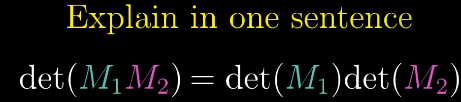 Explain in one sentence
det(M₁M₂) = det(M₁)det(M₂)